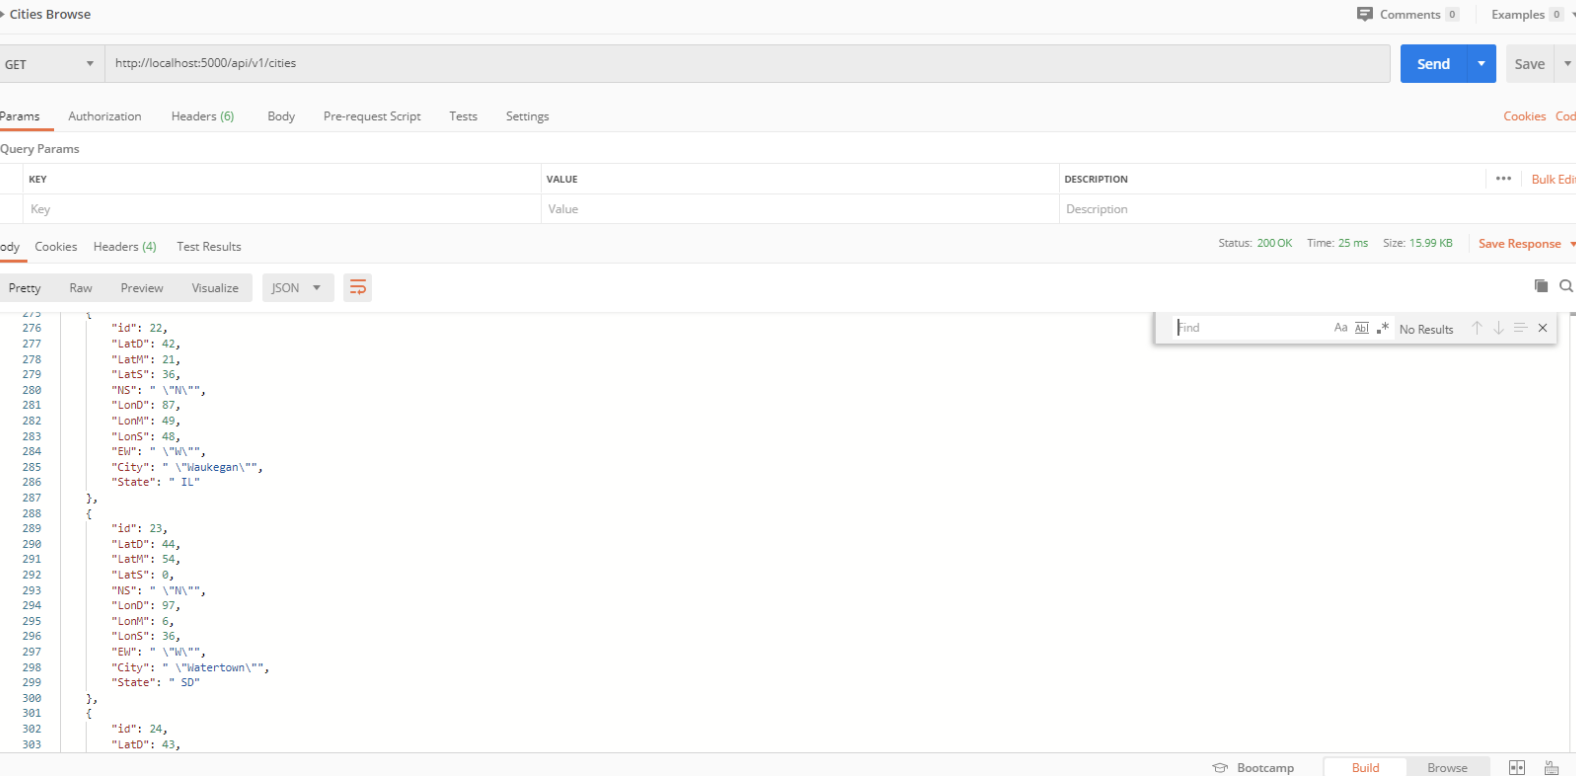 Cities Browse
Comments 0 Examples 0
GET http://localhost:5000/api/v1/cities Send Save
Params Authorization Headers (6) Body Pre-request Script Tests Settings Cookies Cod
Query Params
KEY VALUE DESCRIPTION ••• Bulk Edi
Key Value Description
ody Cookies Headers (4) Test Results Status: 200 OK Time: 25 ms Size: 15.99 KB Save Response
Pretty Raw Preview Visualize JSON
Find Aa Abl .* No Results
275 {
276 "id": 22,
277 "LatD": 42,
278 "LatM": 21,
279 "LatS": 36,
280 "NS": " \"N\"",
281 "LonD": 87,
282 "LonM": 49,
283 "LonS": 48,
284 "EW": " \"W\"",
285 "City": " \"Waukegan\"",
286 "State": " IL"
287 },
288 {
289 "id": 23,
290 "LatD": 44,
291 "LatM": 54,
292 "LatS": 0,
293 "NS": " \"N\"",
294 "LonD": 97,
295 "LonM": 6,
296 "LonS": 36,
297 "EW": " \"W\"",
298 "City": " \"Watertown\"",
299 "State": " SD"
300 },
301 {
302 "id": 24,
303 "LatD": 43,
Bootcamp Build Browse